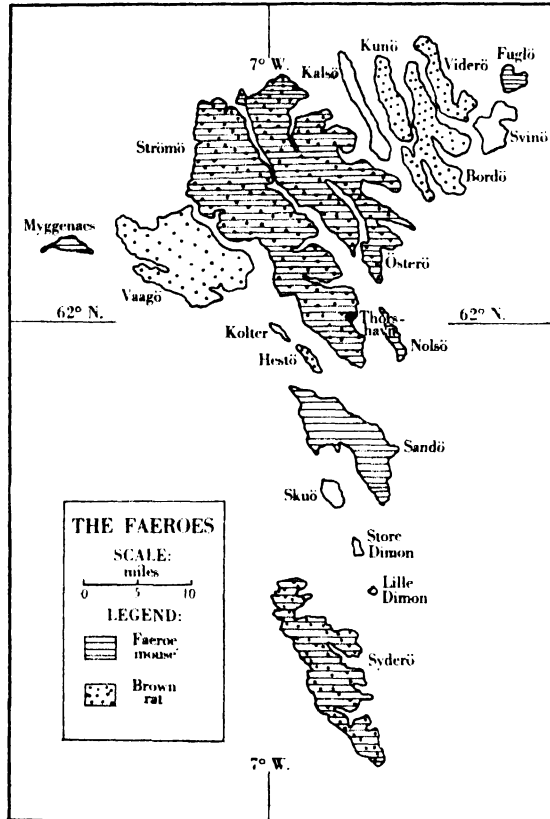 7° W.
Kalsö
Kunö
Viderö
Fuglö
Svinö
Bordö
Strömö
Myggenaes
Vaagö
Österö
62° N.
62° N.
Thörs-
havn
Kolter
Hestö
Nolsö
Sandö
Skuö
Store
Dimon
Lille
Dimon
Syderö
THE FAEROES
SCALE:
miles
0 5 10
LEGEND:
Faeroe
mouse
Brown
rat
7° W.